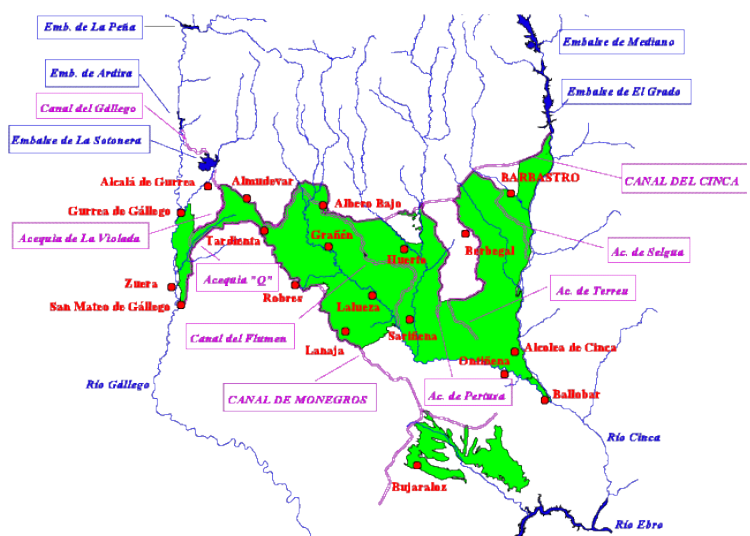 Emb. de La Peña
Embalse de Mediano
Emb. de Ardisa
Embalse de El Grado
Canal del Gállego
Embalse de La Sotonera
Alcalá de Gurrea
Almudevar
BARBASTRO
CANAL DEL CINCA
Albero Bajo
Gurrea de Gállego
Acequia de La Violada
Tardienta
Grañén
Berbegal
Ac. de Selgua
Huerto
Acequia "Q"
Zuera
Robres
Ac. de Terreu
San Mateo de Gállego
Lalueza
Canal del Flumen
Sariñena
Lanaja
Alcolea de Cinca
Ontiñena
Río Gállego
CANAL DE MONEGROS
Ac. de Pertusa
Ballobar
Río Cinca
Bujaraloz
Río Ebro